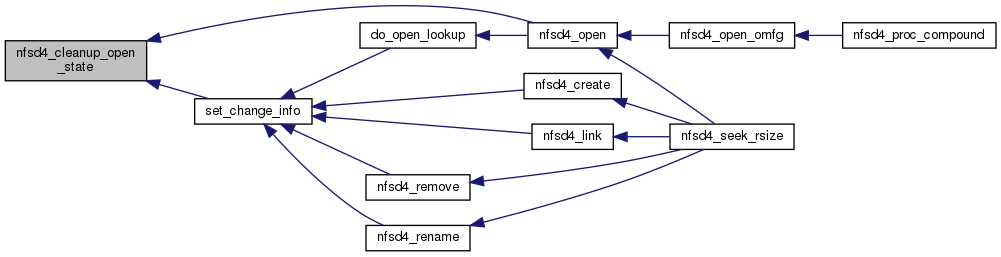 nfsd4_cleanup_open
_state
set_change_info
do_open_lookup
nfsd4_open
nfsd4_open_omfg
nfsd4_proc_compound
nfsd4_create
nfsd4_link
nfsd4_seek_rsize
nfsd4_remove
nfsd4_rename